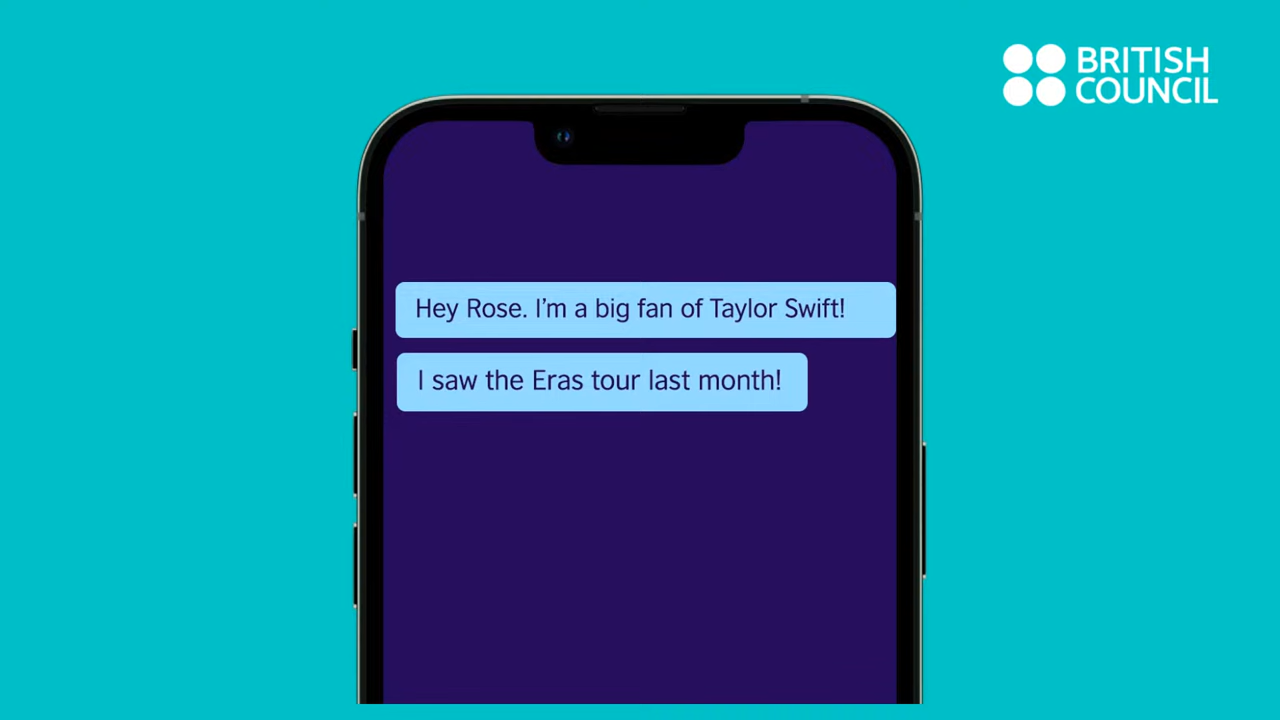 BRITISH
COUNCIL
Hey Rose. I'm a big fan of Taylor Swift!
I saw the Eras tour last month!